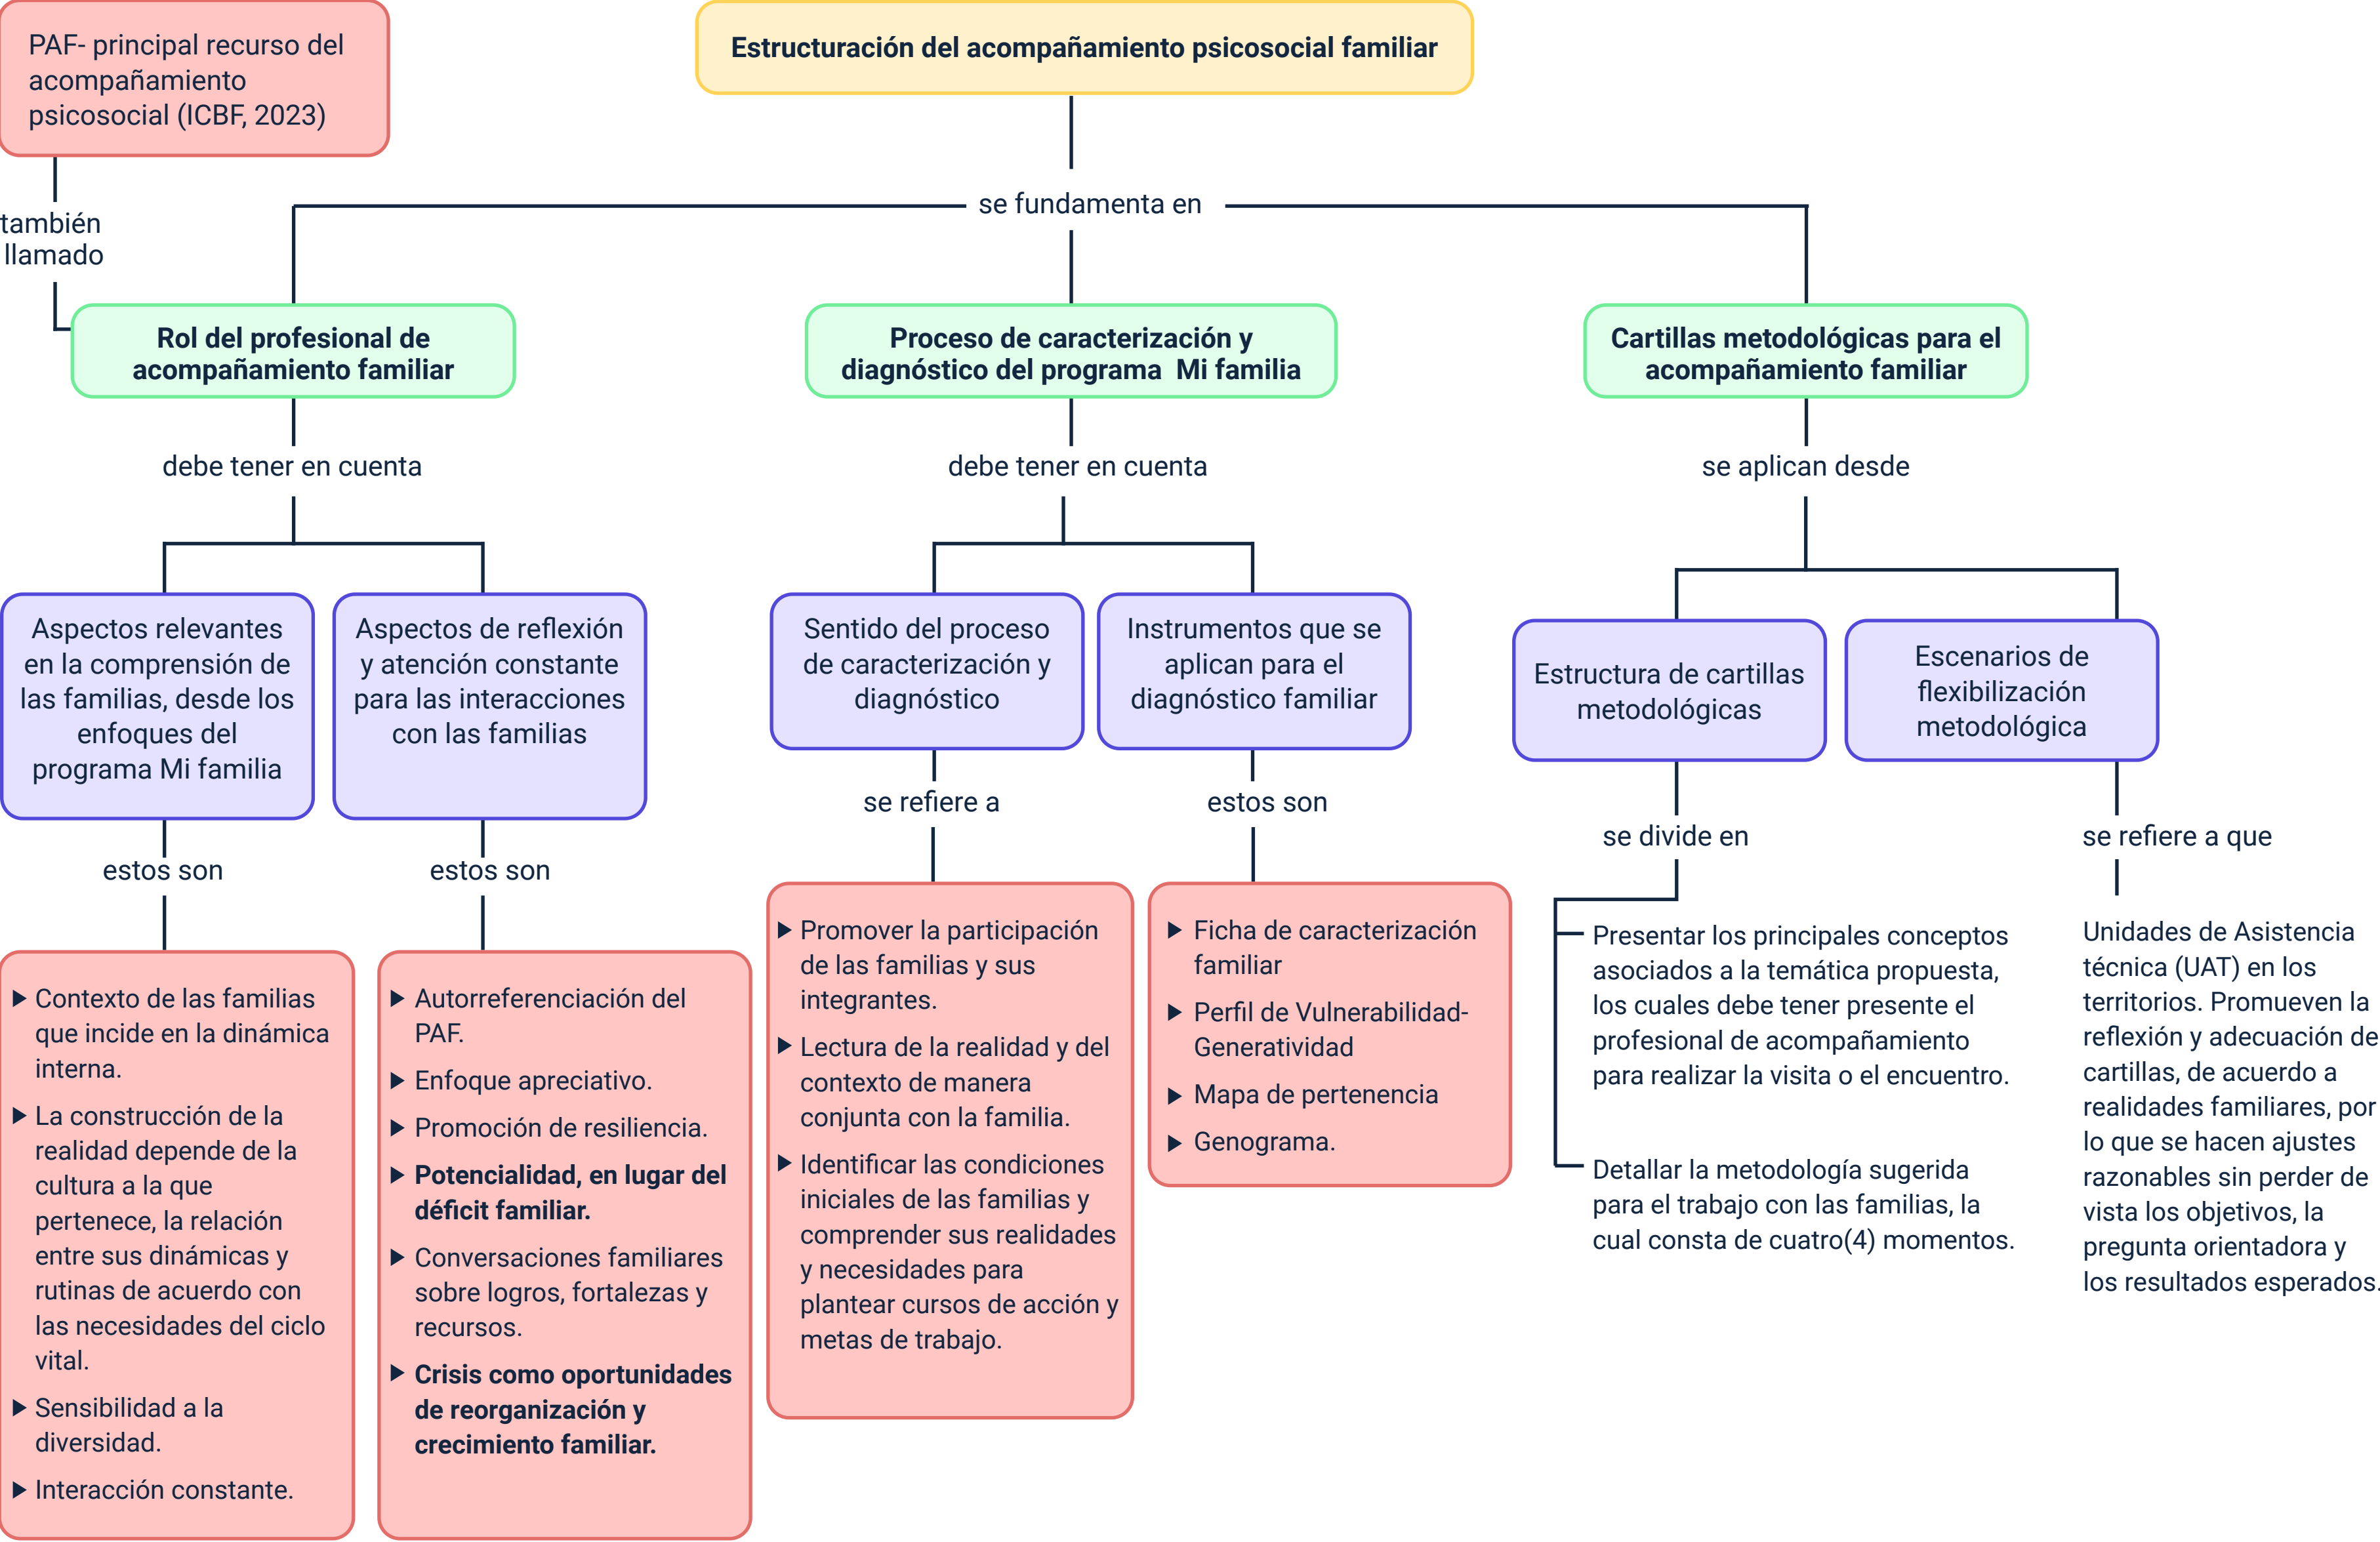 PAF- principal recurso del
acompañamiento
psicosocial (ICBF, 2023)
Estructuración del acompañamiento psicosocial familiar
también
llamado
se fundamenta en
Rol del profesional de
acompañamiento familiar
Proceso de caracterización y
diagnóstico del programa  Mi familia
Cartillas metodológicas para el
acompañamiento familiar
debe tener en cuenta
debe tener en cuenta
se aplican desde
Aspectos relevantes
en la comprensión de
las familias, desde los
enfoques del
programa Mi familia
Aspectos de reflexión
y atención constante
para las interacciones
con las familias
Sentido del proceso
de caracterización y
diagnóstico
Instrumentos que se
aplican para el
diagnóstico familiar
Estructura de cartillas
metodológicas
Escenarios de
flexibilización
metodológica
estos son
estos son
se refiere a
estos son
se divide en
se refiere a que
Contexto de las familias
que incide en la dinámica
interna.
La construcción de la
realidad depende de la
cultura a la que
pertenece, la relación
entre sus dinámicas y
rutinas de acuerdo con
las necesidades del ciclo
vital.
Sensibilidad a la
diversidad.
Interacción constante.
Autorreferenciación del
PAF.
Enfoque apreciativo.
Promoción de resiliencia.
Potencialidad, en lugar del
déficit familiar.
Conversaciones familiares
sobre logros, fortalezas y
recursos.
Crisis como oportunidades
de reorganización y
crecimiento familiar.
Promover la participación
de las familias y sus
integrantes.
Lectura de la realidad y del
contexto de manera
conjunta con la familia.
Identificar las condiciones
iniciales de las familias y
comprender sus realidades
y necesidades para
plantear cursos de acción y
metas de trabajo.
Ficha de caracterización
familiar
Perfil de Vulnerabilidad-
Generatividad
Mapa de pertenencia
Genograma.
Presentar los principales conceptos
asociados a la temática propuesta,
los cuales debe tener presente el
profesional de acompañamiento
para realizar la visita o el encuentro.
Detallar la metodología sugerida
para el trabajo con las familias, la
cual consta de cuatro(4) momentos.
Unidades de Asistencia
técnica (UAT) en los
territorios. Promueven la
reflexión y adecuación de
cartillas, de acuerdo a
realidades familiares, por
lo que se hacen ajustes
razonables sin perder de
vista los objetivos, la
pregunta orientadora y
los resultados esperados.